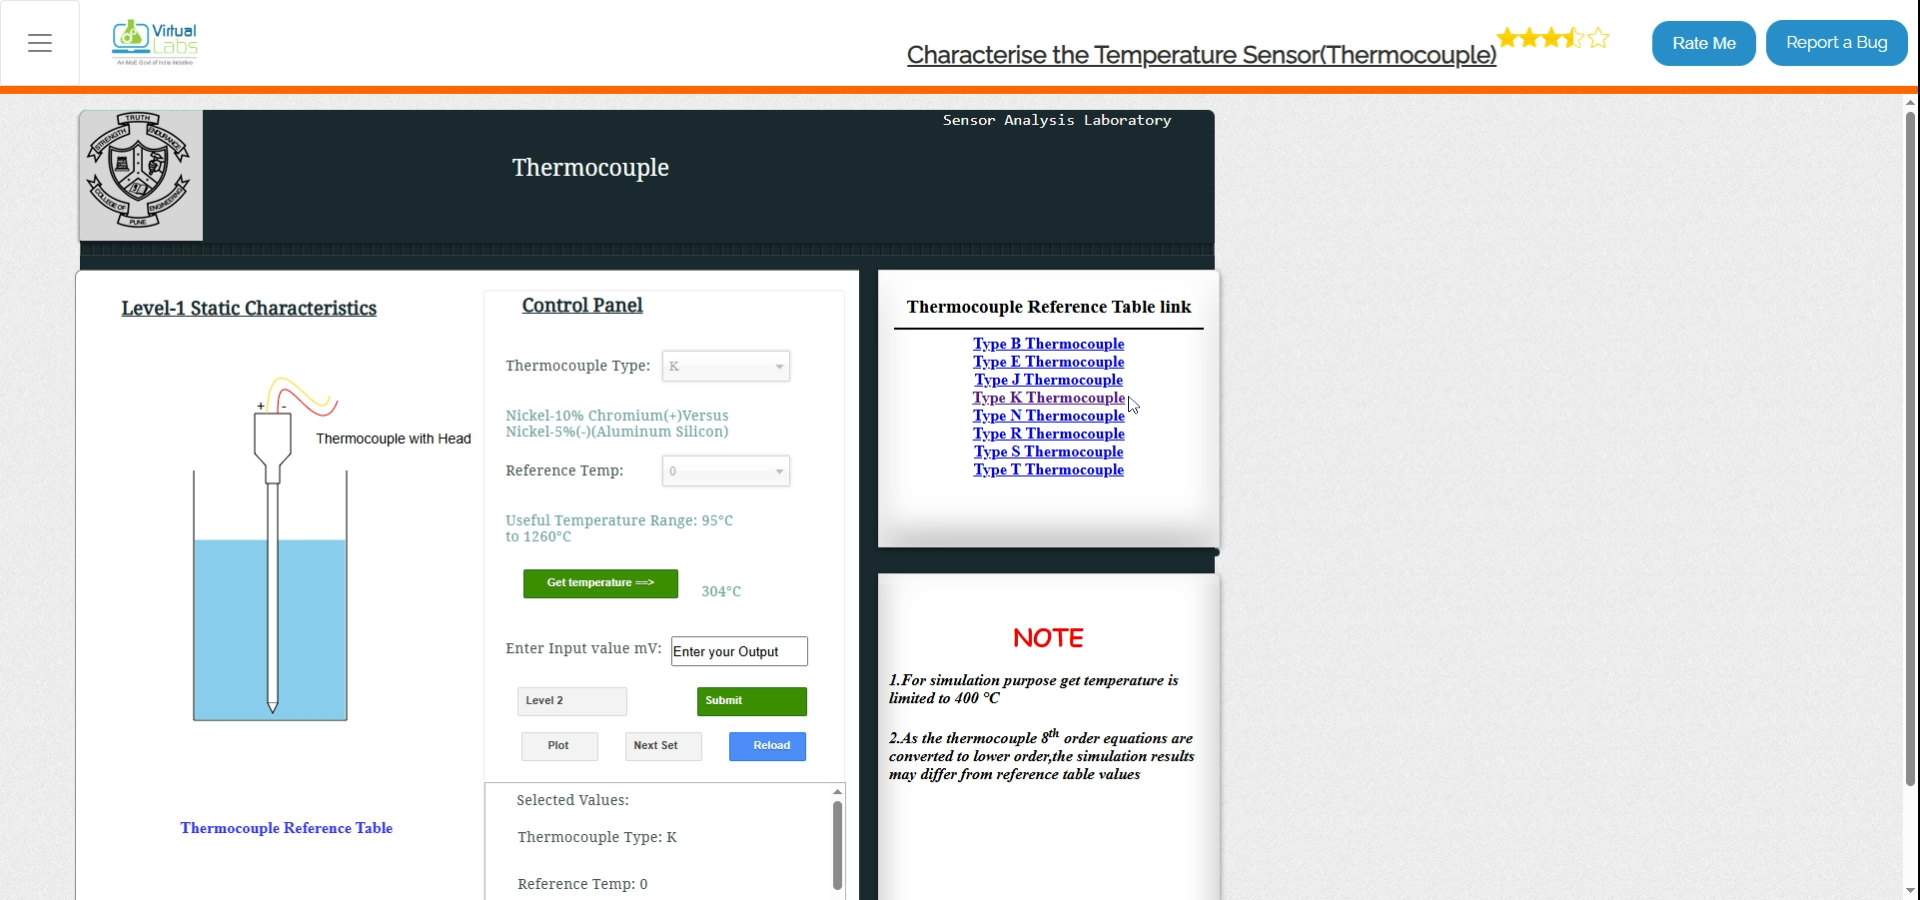 Virtual
Labs
An MoE Govt of India Initiative
Characterise the Temperature Sensor(Thermocouple)
Rate Me
Report a Bug
TRUTH
STRENGTH
ENDURANCE
COLLEGE OF
ENGINEERING
PUNE
Sensor Analysis Laboratory
Thermocouple
Level-1 Static Characteristics
+ -
Thermocouple with Head
Thermocouple Reference Table
Control Panel
Thermocouple Type: K
Nickel-10% Chromium(+)Versus
Nickel-5%(-)(Aluminum Silicon)
Reference Temp: 0
Useful Temperature Range: 95°C
to 1260°C
Get temperature ==> 304°C
Enter Input value mV: Enter your Output
Level 2 Submit
Plot Next Set Reload
Selected Values:
Thermocouple Type: K
Reference Temp: 0
Thermocouple Reference Table link
Type B Thermocouple
Type E Thermocouple
Type J Thermocouple
Type K Thermocouple
Type N Thermocouple
Type R Thermocouple
Type S Thermocouple
Type T Thermocouple
NOTE
1.For simulation purpose get temperature is
limited to 400 °C
2.As the thermocouple 8th order equations are
converted to lower order,the simulation results
may differ from reference table values